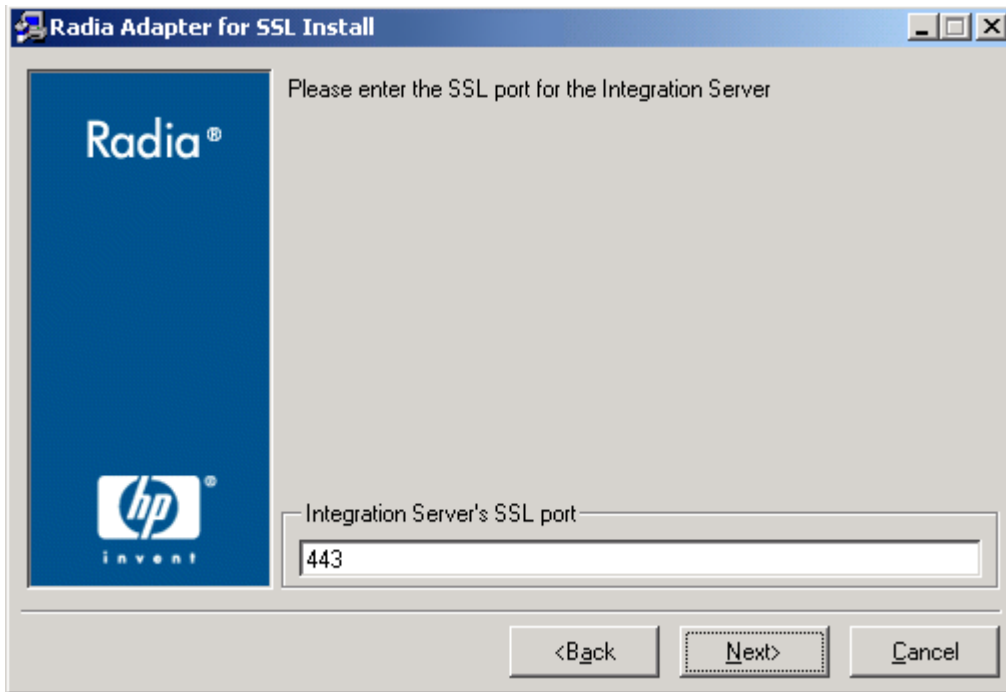 Radia Adapter for SSL Install
Please enter the SSL port for the Integration Server
Radia®
hp®
invent
Integration Server's SSL port
443
<Back
Next>
Cancel